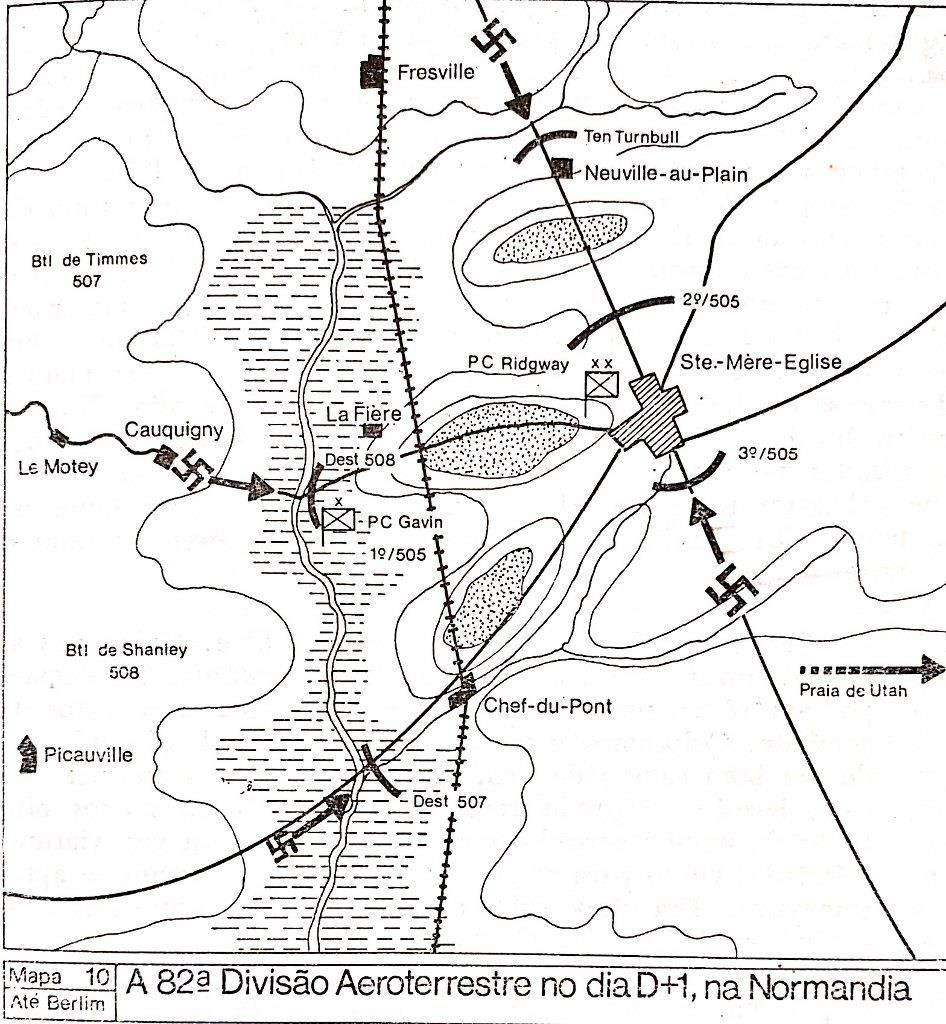 Fresville
Ten Turnbull
Neuville-au-Plain
Btl de Timmes
507
2º/505
PC Ridgway
x x
Ste.-Mère-Eglise
La Fière
Cauquigny
Le Motey
Dest 508
3º/505
x
PC Gavin
1º/505
Btl de Shanley
508
Praia de Utah
Chef-du-Pont
Picauville
Dest 507
Mapa 10
Até Berlim
A 82ª Divisão Aeroterrestre no dia D+1, na Normandia